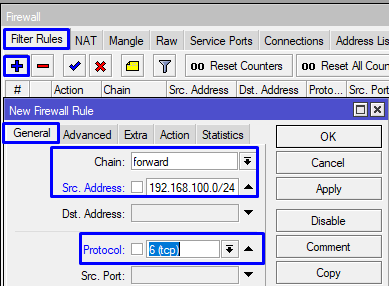 Firewall
Filter Rules NAT Mangle Raw Service Ports Connections Address Lis
00 Reset Counters 00 Reset All Coun
# Action Chain Src. Address Dst. Address Proto... Src. Port
New Firewall Rule
General Advanced Extra Action Statistics
OK
Chain: forward
Cancel
Src. Address: 192.168.100.0/24
Apply
Dst. Address:
Disable
Protocol: 6 (tcp)
Comment
Src. Port:
Copy